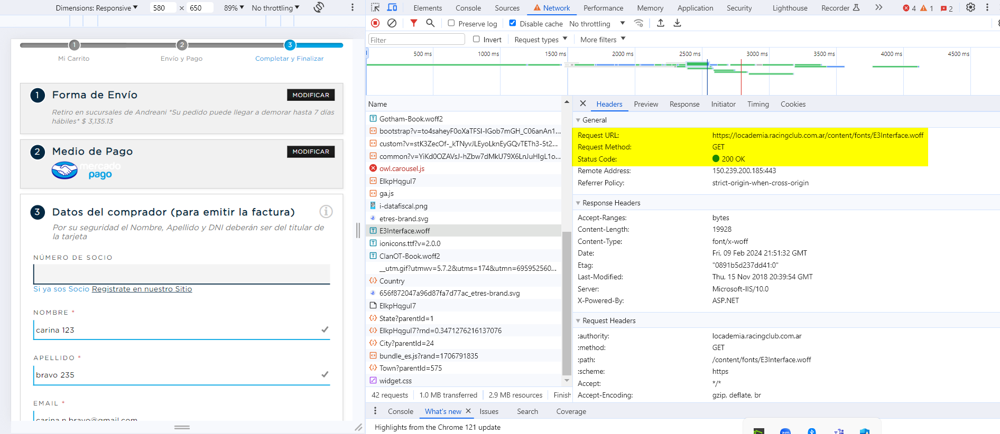 Dimensions: Responsive 580 × 650 89% No throttling
1 2 3
Mi Carrito Envío y Pago Completar y Finalizar
1 Forma de Envío MODIFICAR
Retiro en sucursales de Andreani *Su pedido puede llegar a demorar hasta 7 días
hábiles* $ 3,135.13
2 Medio de Pago MODIFICAR
mercado
pago
3 Datos del comprador (para emitir la factura)
Por su seguridad el Nombre, Apellido y DNI deberán ser del titular de
la tarjeta
NÚMERO DE SOCIO
Si ya sos Socio Registrate en nuestro Sitio
NOMBRE *
carina 123
APELLIDO *
bravo 235
EMAIL *
carina.n.bravo@gmail.com
Elements Console Sources Network Performance Memory Application Security Lighthouse Recorder 4 1 2
Preserve log Disable cache No throttling
Filter Invert Request types More filters
500 ms 1000 ms 1500 ms 2000 ms 2500 ms 3000 ms 3500 ms 4000 ms 4500 ms
Name
Gotham-Book.woff2
bootstrap?v=to4saheyF0oXaTFSI-IGob7mGH_C06anAn1...
custom?v=stK3ZecOf-_kTNyvJLEyoLknEyGQvTETh3-5t2...
common?v=YiKd0OZAVsJ-hZbw7dMkU79X6LnJuHIgL1o...
owl.carousel.js
EIkpHqguI7
ga.js
i-datafiscal.png
etres-brand.svg
E3Interface.woff
ionicons.ttf?v=2.0.0
ClanOT-Book.woff2
__utm.gif?utmwv=5.7.2&utms=174&utmn=695952560...
Country
656f872047a96d87fa7d77ac_etres-brand.svg
EIkpHqguI7
State?parentId=1
EIkpHqguI7?rnd=0.3471276216137076
City?parentId=24
bundle_es.js?rand=1706791835
Town?parentId=575
widget.css
42 requests 1.0 MB transferred 2.9 MB resources Finish
Headers Preview Response Initiator Timing Cookies
General
Request URL: https://locademia.racingclub.com.ar/content/fonts/E3Interface.woff
Request Method: GET
Status Code: 200 OK
Remote Address: 150.239.200.185:443
Referrer Policy: strict-origin-when-cross-origin
Response Headers
Accept-Ranges: bytes
Content-Length: 19928
Content-Type: font/x-woff
Date: Fri, 09 Feb 2024 21:51:32 GMT
Etag: "0891b5d237dd41:0"
Last-Modified: Thu, 15 Nov 2018 20:39:54 GMT
Server: Microsoft-IIS/10.0
X-Powered-By: ASP.NET
Request Headers
:authority: locademia.racingclub.com.ar
:method: GET
:path: /content/fonts/E3Interface.woff
:scheme: https
Accept: */*
Accept-Encoding: gzip, deflate, br
Console What's new Issues Search Coverage
Highlights from the Chrome 121 update
zm